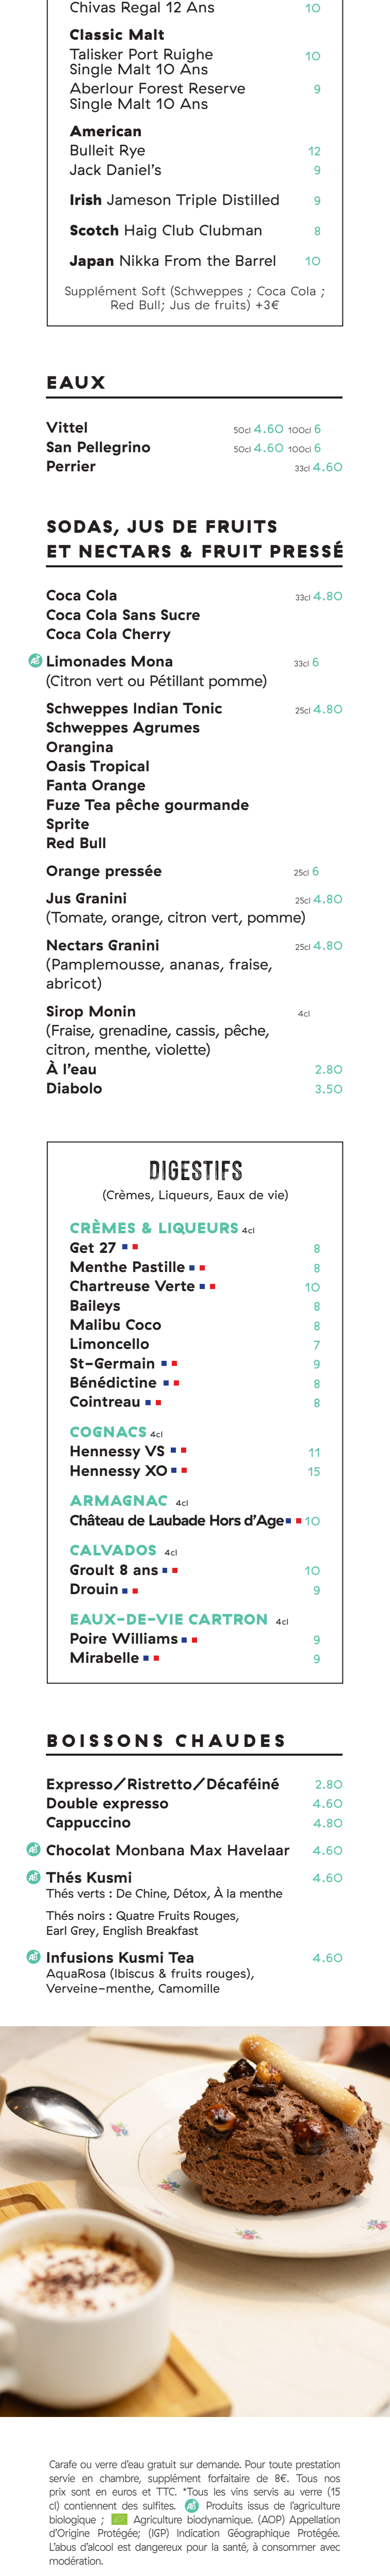 Chivas Regal 12 Ans 10
Classic Malt
Talisker Port Ruighe 10
Single Malt 10 Ans
Aberlour Forest Reserve 9
Single Malt 10 Ans
American
Bulleit Rye 12
Jack Daniel's 9
Irish Jameson Triple Distilled 9
Scotch Haig Club Clubman 8
Japan Nikka From the Barrel 10
Supplément Soft (Schweppes ; Coca Cola ;
Red Bull; Jus de fruits) +3€
EAUX
Vittel 50cl 4.60 100cl 6
San Pellegrino 50cl 4.60 100cl 6
Perrier 33cl 4.60
SODAS, JUS DE FRUITS
ET NECTARS & FRUIT PRESSÉ
Coca Cola 33cl 4.80
Coca Cola Sans Sucre
Coca Cola Cherry
AB Limonades Mona 33cl 6
(Citron vert ou Pétillant pomme)
Schweppes Indian Tonic 25cl 4.80
Schweppes Agrumes
Orangina
Oasis Tropical
Fanta Orange
Fuze Tea pêche gourmande
Sprite
Red Bull
Orange pressée 25cl 6
Jus Granini 25cl 4.80
(Tomate, orange, citron vert, pomme)
Nectars Granini 25cl 4.80
(Pamplemousse, ananas, fraise,
abricot)
Sirop Monin 4cl
(Fraise, grenadine, cassis, pêche,
citron, menthe, violette)
À l'eau 2.80
Diabolo 3.50
DIGESTIFS
(Crèmes, Liqueurs, Eaux de vie)
CRÈMES & LIQUEURS 4cl
Get 27 8
Menthe Pastille 8
Chartreuse Verte 10
Baileys 8
Malibu Coco 8
Limoncello 7
St-Germain 9
Bénédictine 8
Cointreau 8
COGNACS 4cl
Hennessy VS 11
Hennessy XO 15
ARMAGNAC 4cl
Château de Laubade Hors d'Age 10
CALVADOS 4cl
Groult 8 ans 10
Drouin 9
EAUX-DE-VIE CARTRON 4cl
Poire Williams 9
Mirabelle 9
BOISSONS CHAUDES
Expresso/Ristretto/Décaféiné 2.80
Double expresso 4.60
Cappuccino 4.80
AB Chocolat Monbana Max Havelaar 4.60
AB Thés Kusmi 4.60
Thés verts : De Chine, Détox, À la menthe
Thés noirs : Quatre Fruits Rouges,
Earl Grey, English Breakfast
AB Infusions Kusmi Tea 4.60
AquaRosa (Ibiscus & fruits rouges),
Verveine-menthe, Camomille
Carafe ou verre d'eau gratuit sur demande. Pour toute prestation
servie en chambre, supplément forfaitaire de 8€. Tous nos
prix sont en euros et TTC. *Tous les vins servis au verre (15
cl) contiennent des sulfites. AB Produits issus de l'agriculture
biologique ; Agriculture biodynamique. (AOP) Appellation
d'Origine Protégée; (IGP) Indication Géographique Protégée.
L'abus d'alcool est dangereux pour la santé, à consommer avec
modération.